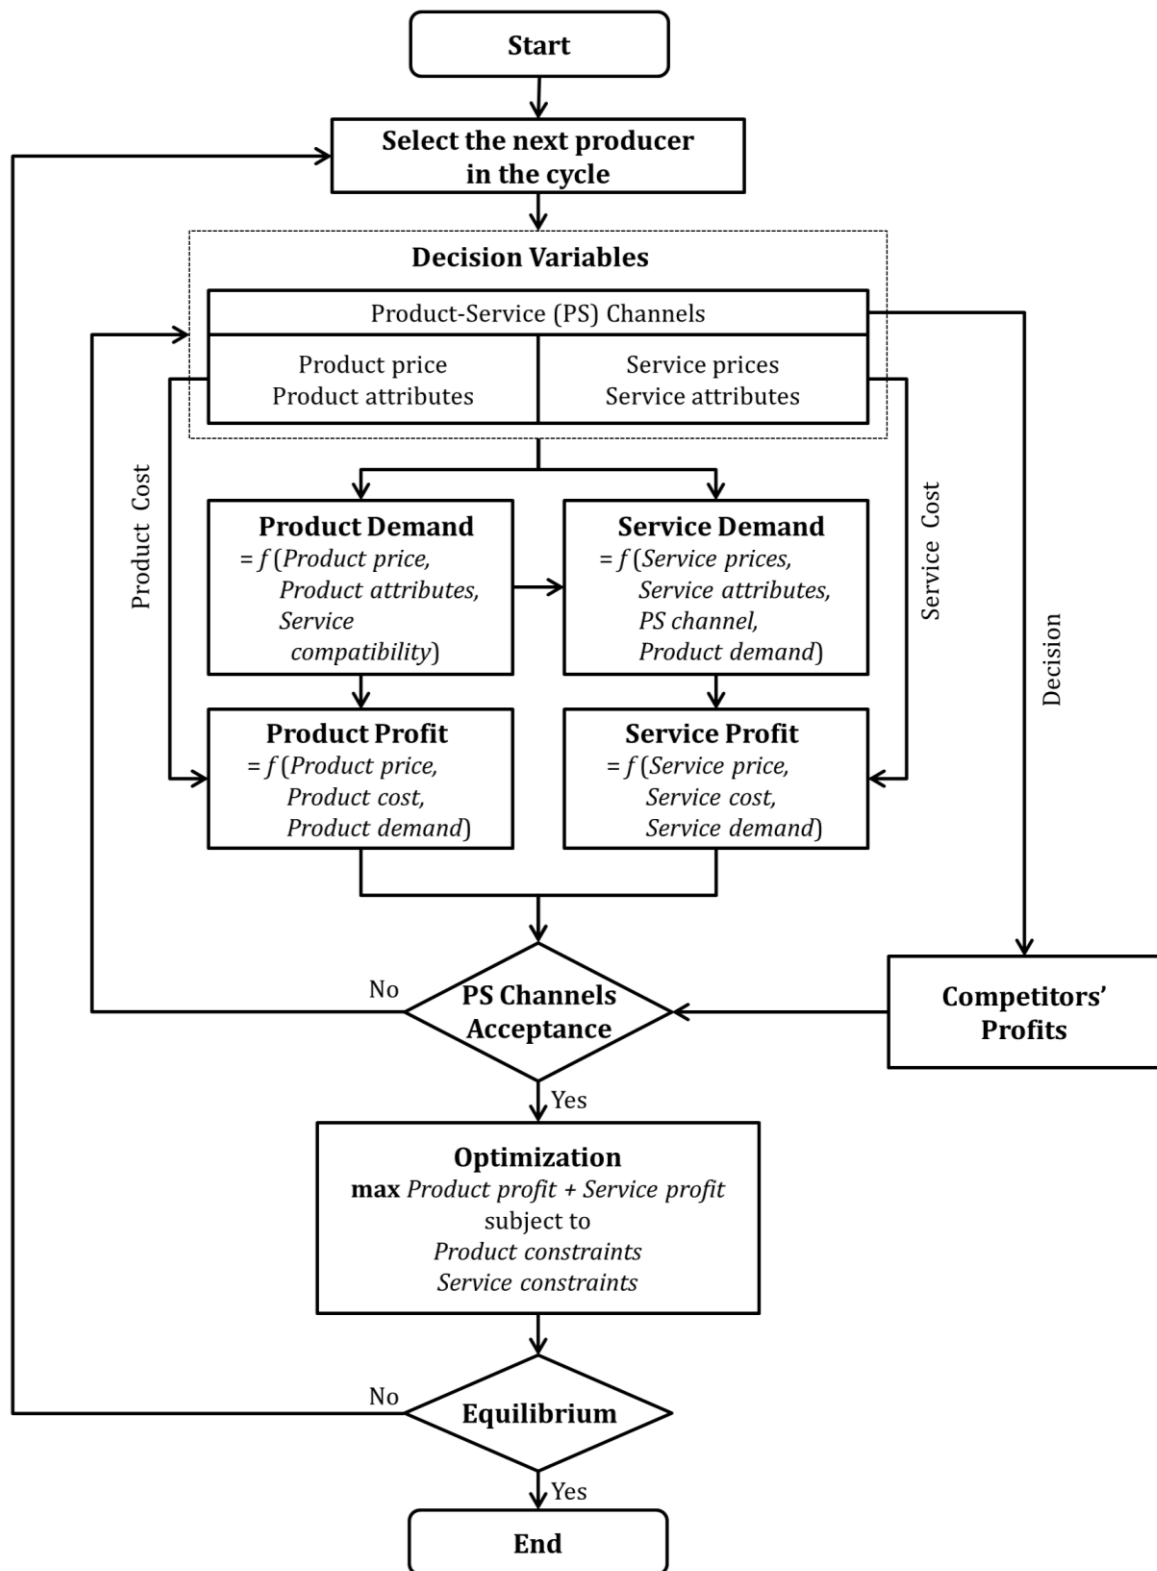 Start
Select the next producer
in the cycle
Decision Variables
Product-Service (PS) Channels
Product price
Product attributes
Service prices
Service attributes
Product Cost
Service Cost
Decision
Product Demand
= f (Product price,
Product attributes,
Service
compatibility)
Service Demand
= f (Service prices,
Service attributes,
PS channel,
Product demand)
Product Profit
= f (Product price,
Product cost,
Product demand)
Service Profit
= f (Service price,
Service cost,
Service demand)
No
PS Channels
Acceptance
Competitors’
Profits
Yes
Optimization
max Product profit + Service profit
subject to
Product constraints
Service constraints
No
Equilibrium
Yes
End